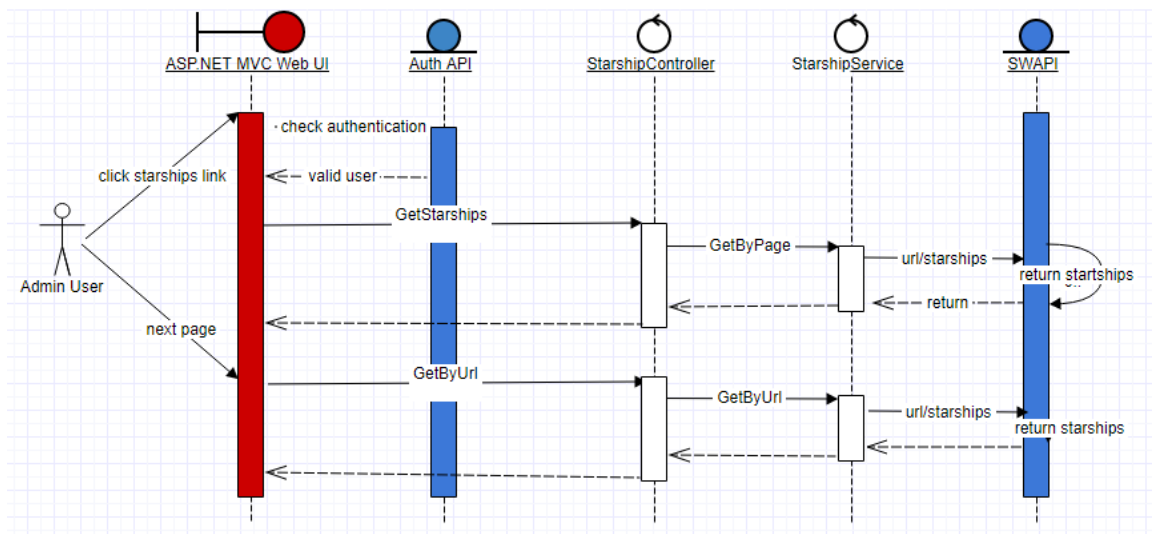 ASP.NET MVC Web UI
Auth API
StarshipController
StarshipService
SWAPI
check authentication
click starships link
valid user
GetStarships
GetByPage
url/starships
return startships
Admin User
return
next page
GetByUrl
GetByUrl
url/starships
return starships